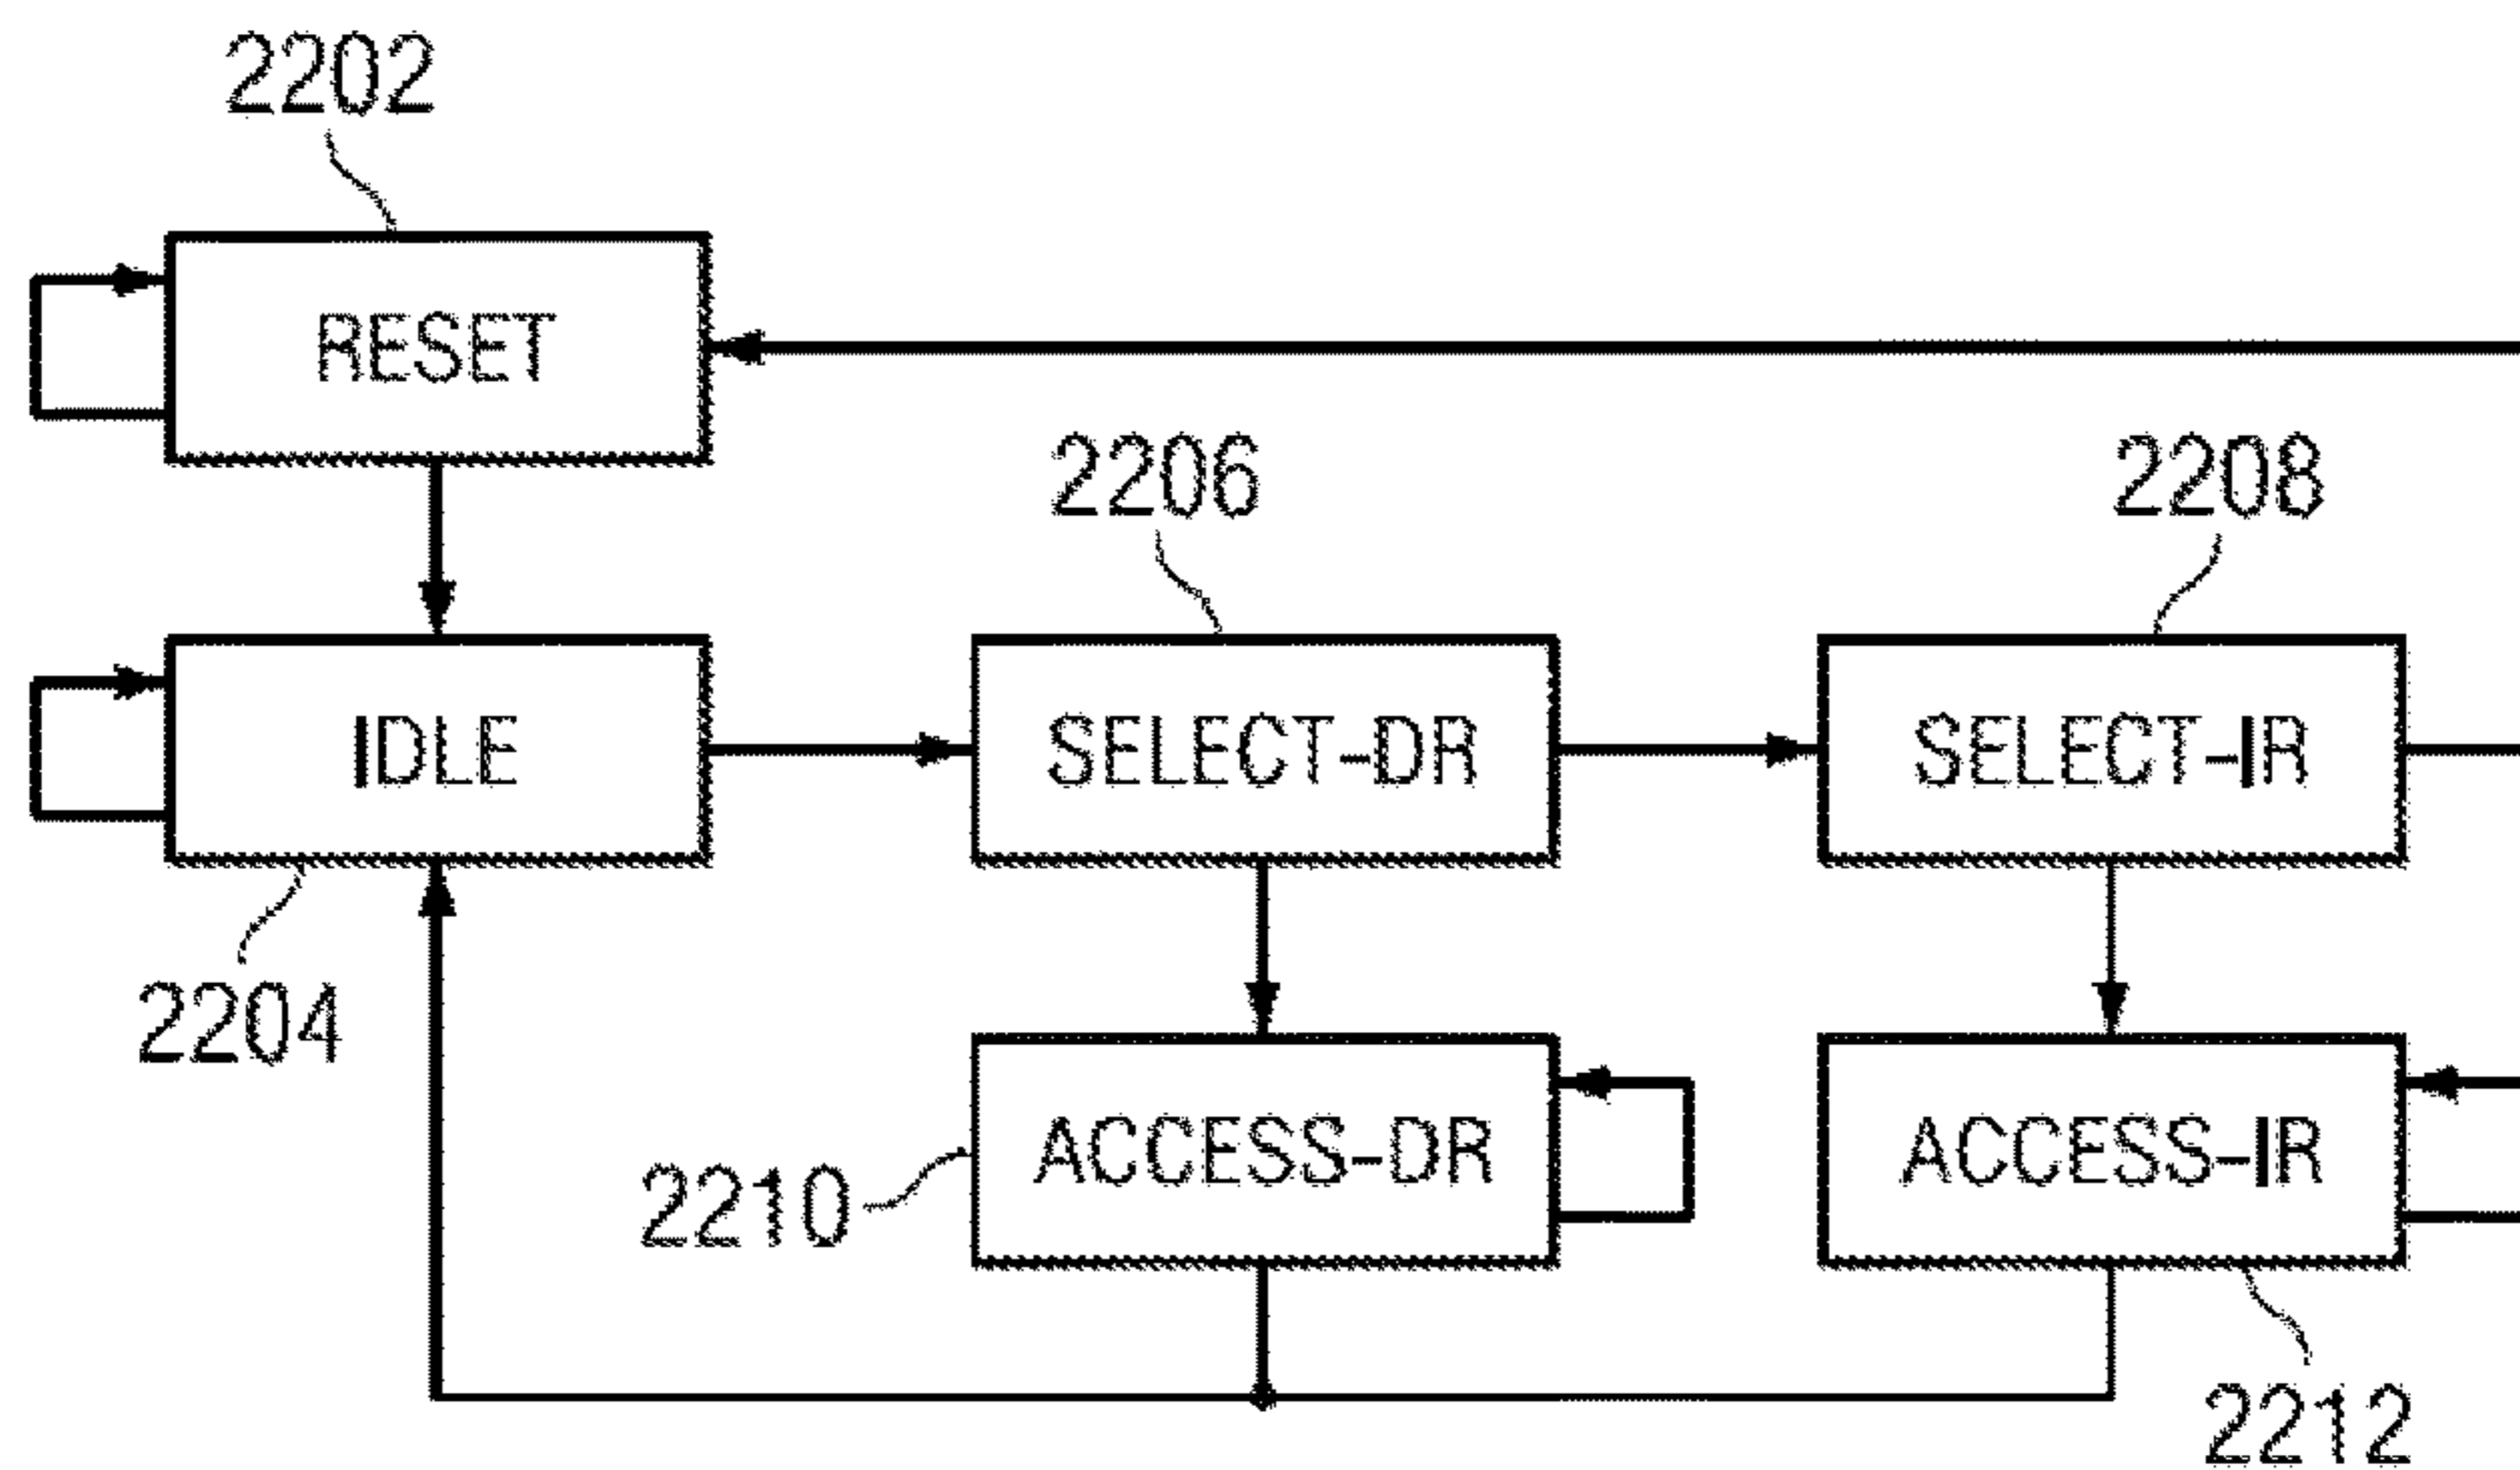 2202
RESET
2206
2208
IDLE
SELECT-DR
SELECT-IR
2204
2210
ACCESS-DR
ACCESS-IR
2212